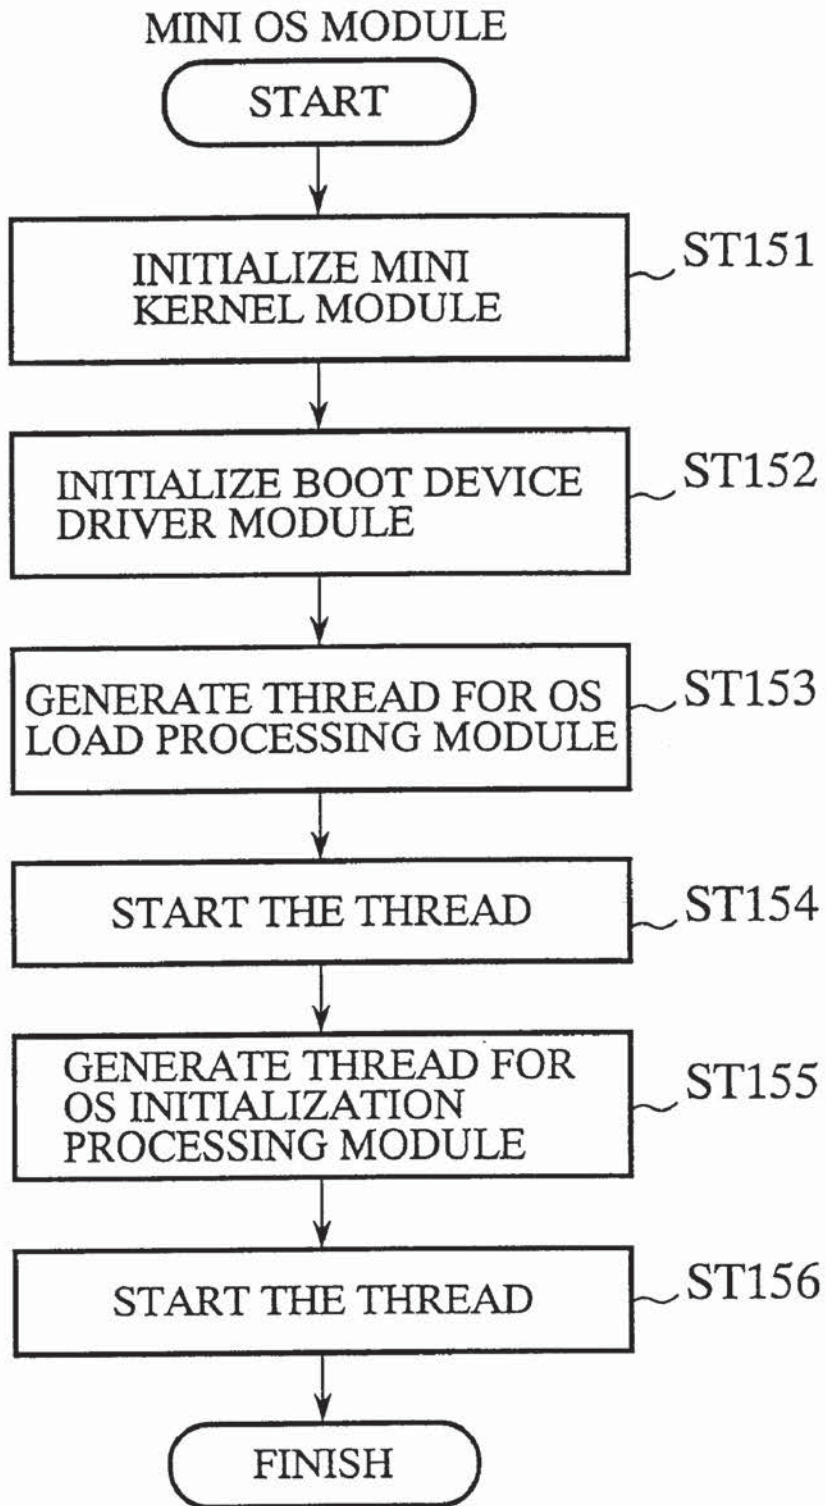 MINI OS MODULE
START
INITIALIZE MINI
KERNEL MODULE
ST151
INITIALIZE BOOT DEVICE
DRIVER MODULE
ST152
GENERATE THREAD FOR OS
LOAD PROCESSING MODULE
ST153
START THE THREAD
ST154
GENERATE THREAD FOR
OS INITIALIZATION
PROCESSING MODULE
ST155
START THE THREAD
ST156
FINISH